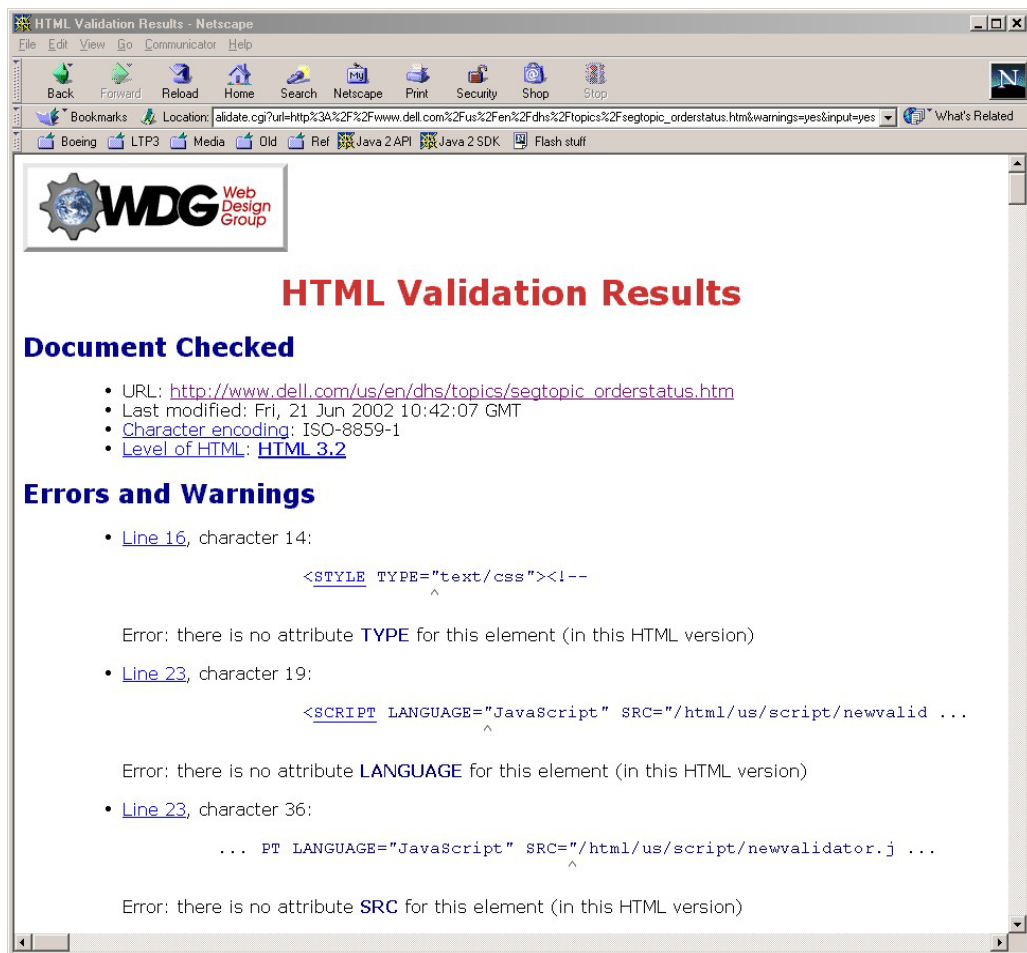 HTML Validation Results - Netscape
File Edit View Go Communicator Help
Back Forward Reload Home Search Netscape Print Security Shop Stop
My
N
Bookmarks Location: alidate.cgi?url=http%3A%2F%2Fwww.dell.com%2Fus%2Fen%2Fdhs%2Ftopics%2Fsegtopic_orderstatus.htm&warnings=yes&input=yes What's Related
Boeing LTP3 Media Old Ref Java 2 API Java 2 SDK Flash stuff
WDG Web Design Group
HTML Validation Results
Document Checked
• URL: http://www.dell.com/us/en/dhs/topics/segtopic_orderstatus.htm
• Last modified: Fri, 21 Jun 2002 10:42:07 GMT
• Character encoding: ISO-8859-1
• Level of HTML: HTML 3.2
Errors and Warnings
• Line 16, character 14:
<STYLE TYPE="text/css"><!--
^
Error: there is no attribute TYPE for this element (in this HTML version)
• Line 23, character 19:
<SCRIPT LANGUAGE="JavaScript" SRC="/html/us/script/newvalid ...
^
Error: there is no attribute LANGUAGE for this element (in this HTML version)
• Line 23, character 36:
... PT LANGUAGE="JavaScript" SRC="/html/us/script/newvalidator.j ...
^
Error: there is no attribute SRC for this element (in this HTML version)